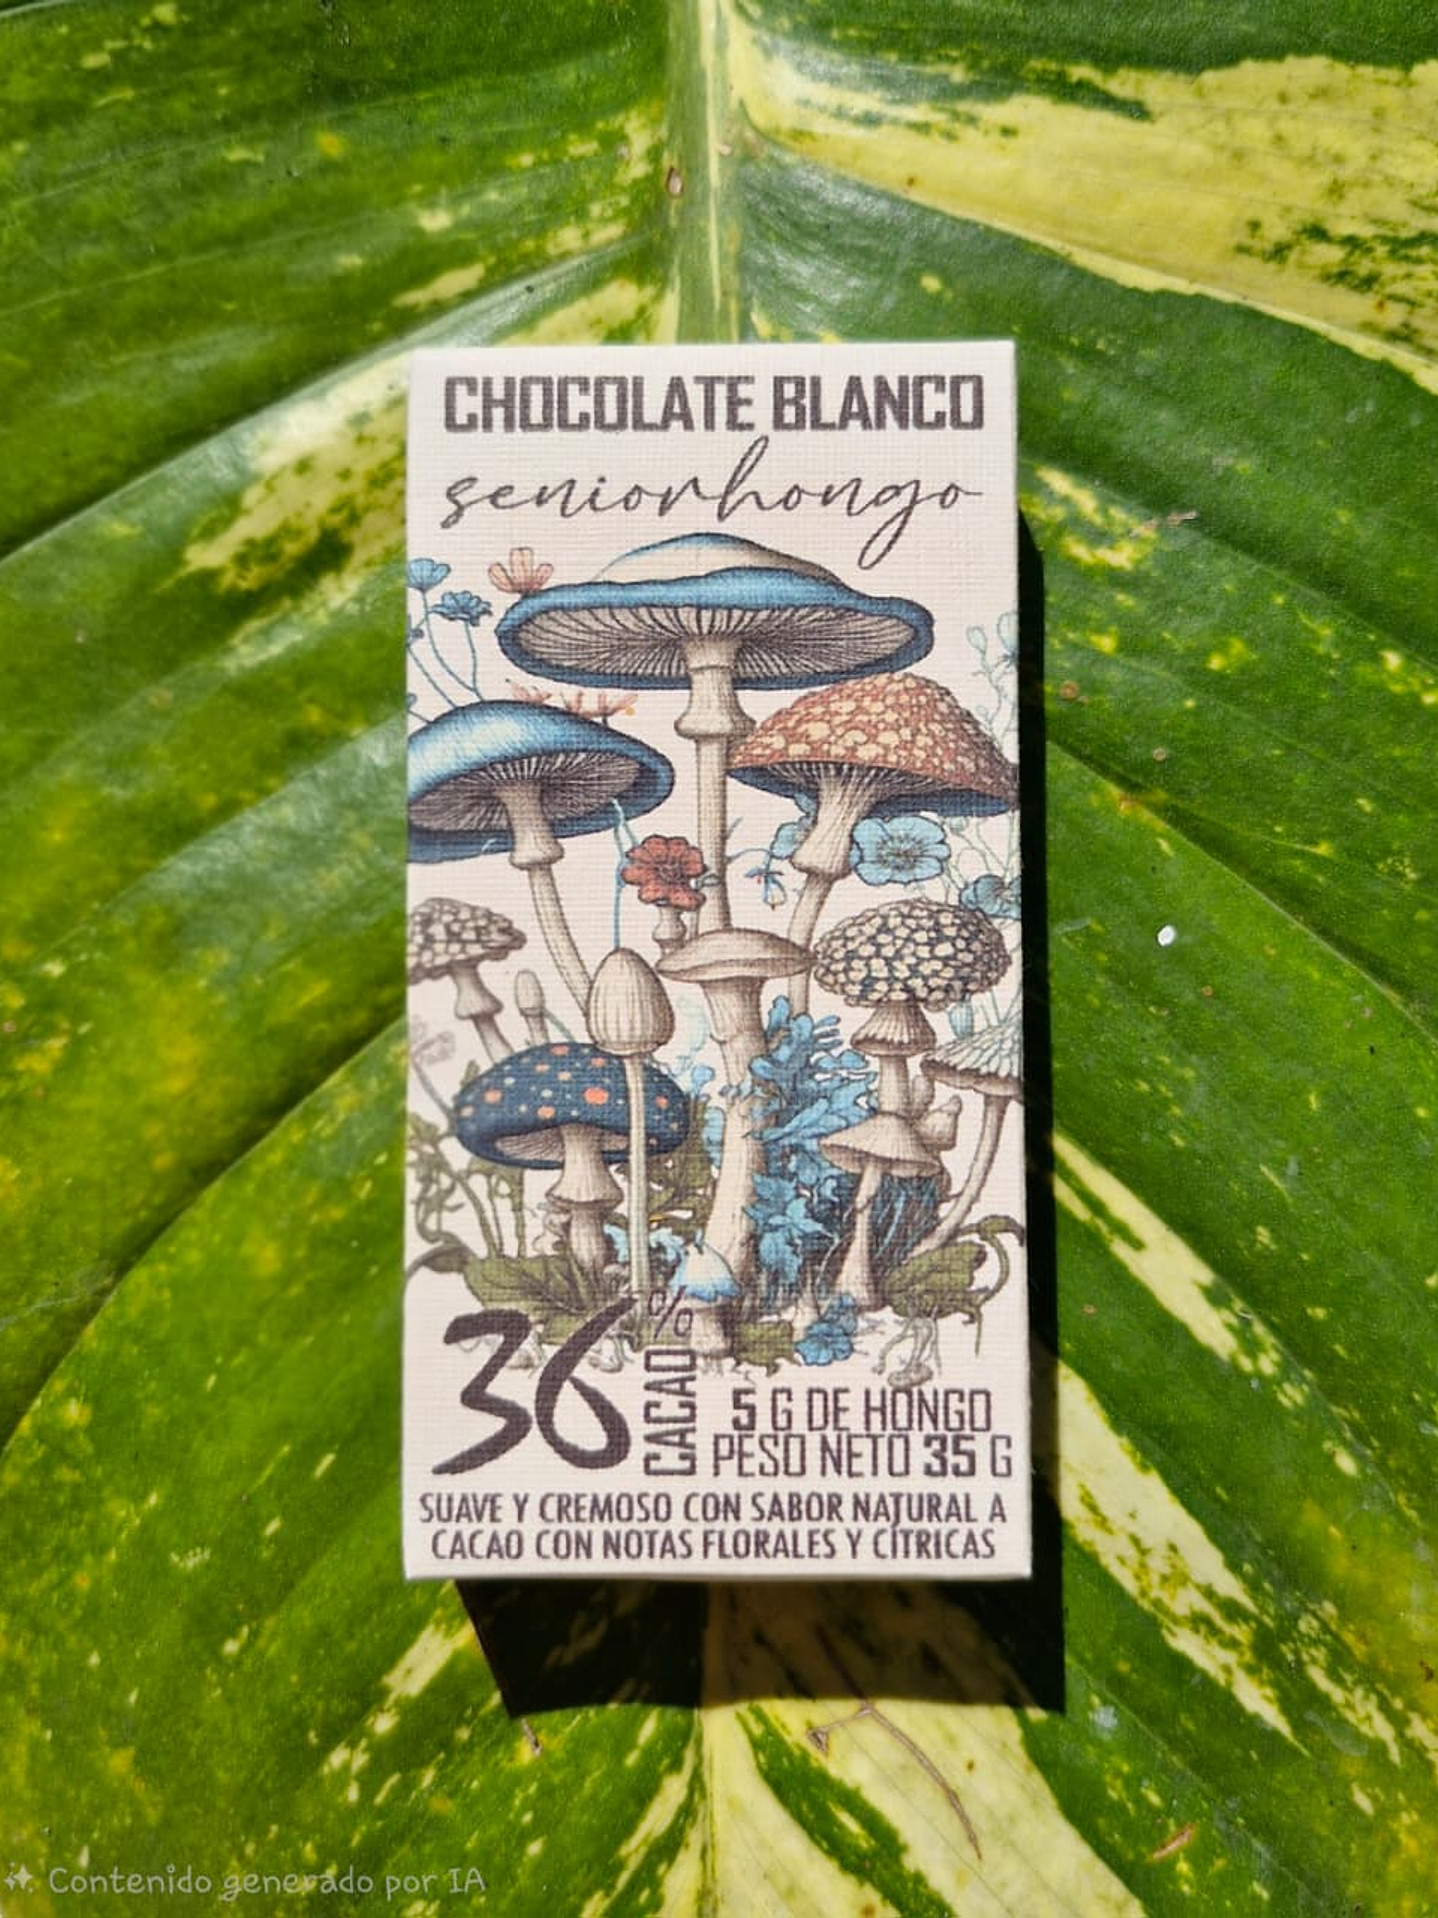 CHOCOLATE BLANCO
seniorhongo
36
%
CACAO
5 G DE HONGO
PESO NETO 35 G
SUAVE Y CREMOSO CON SABOR NATURAL A
CACAO CON NOTAS FLORALES Y CÍTRICAS
Contenido generado por IA